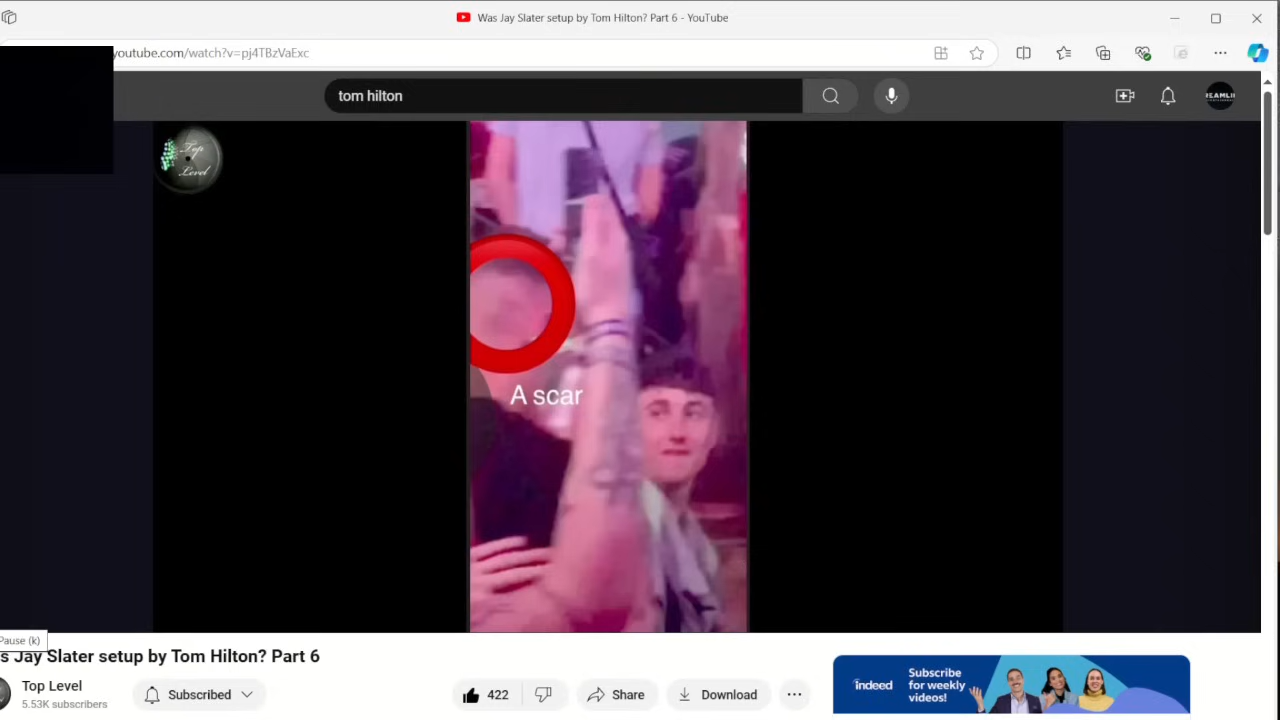 Was Jay Slater setup by Tom Hilton? Part 6 - YouTube
youtube.com/watch?v=pj4TBzVaExc
tom hilton
Top
Level
A scar
Pause (k)
s Jay Slater setup by Tom Hilton? Part 6
Top Level
5.53K subscribers
Subscribed
422
Share
Download
indeed
Subscribe
for weekly
videos!